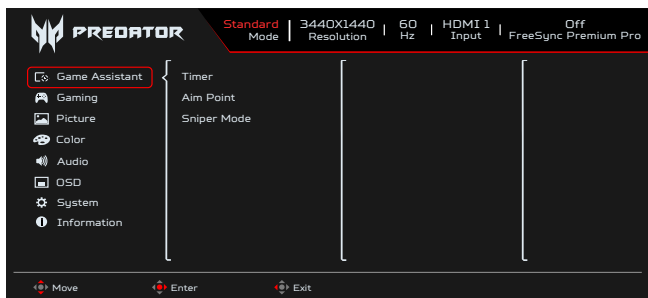 PREDATOR
Standard Mode
3440X1440 Resolution
60 Hz
HDMI 1 Input
Off FreeSync Premium Pro
Game Assistant
Timer
Gaming
Aim Point
Picture
Sniper Mode
Color
Audio
OSD
System
Information
Move
Enter
Exit